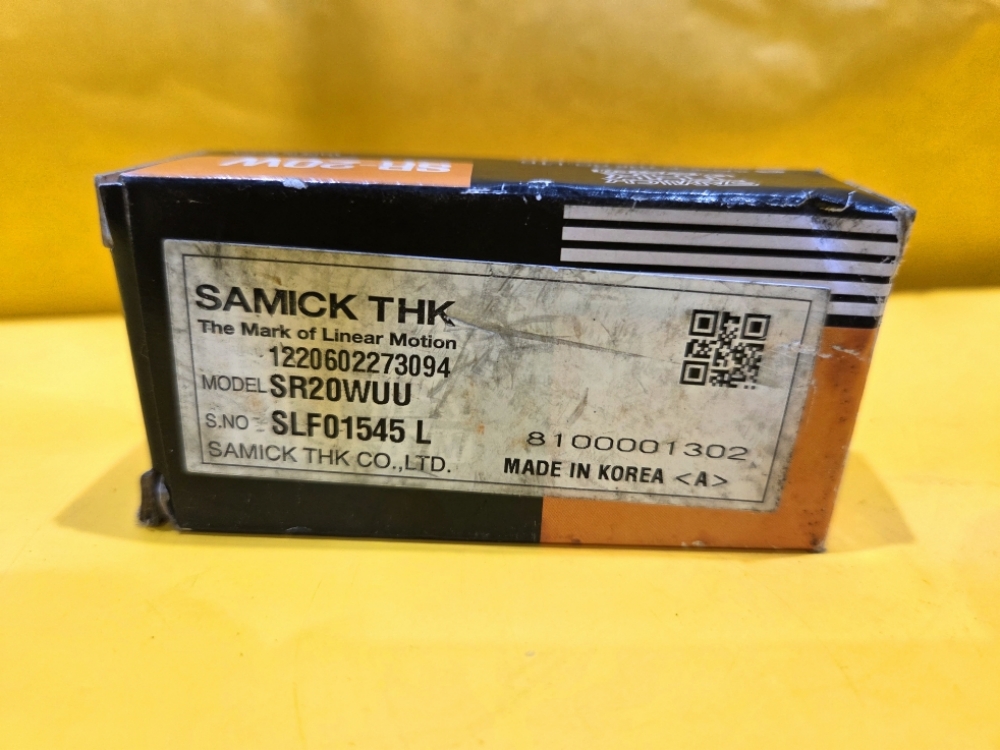 SR-20W
SAMICK THK
The Mark of Linear Motion
1220602273094
MODEL SR20WUU
S.NO SLF01545 L
8100001302
SAMICK THK CO.,LTD.
MADE IN KOREA <A>